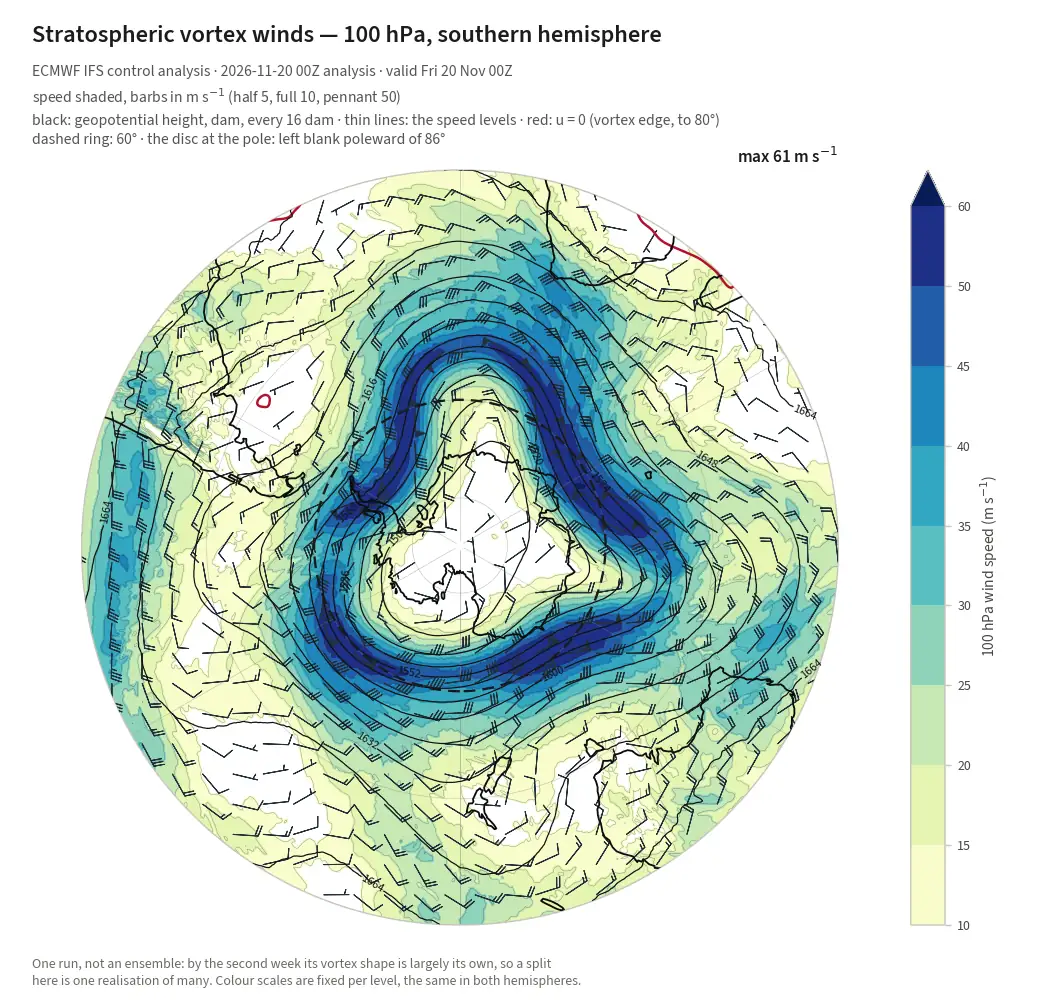 Stratospheric vortex winds — 100 hPa, southern hemisphere
ECMWF IFS control analysis · 2026-11-20 00Z analysis · valid Fri 20 Nov 00Z
speed shaded, barbs in m s⁻¹ (half 5, full 10, pennant 50)
black: geopotential height, dam, every 16 dam · thin lines: the speed levels · red: u = 0 (vortex edge, to 80°)
dashed ring: 60° · the disc at the pole: left blank poleward of 86°
max 61 m s⁻¹
60
50
45
40
35
30
25
20
15
10
100 hPa wind speed (m s⁻¹)
1616
1664
1648
1664
1536
1552
1600
1664
1632
1664
One run, not an ensemble: by the second week its vortex shape is largely its own, so a split
here is one realisation of many. Colour scales are fixed per level, the same in both hemispheres.